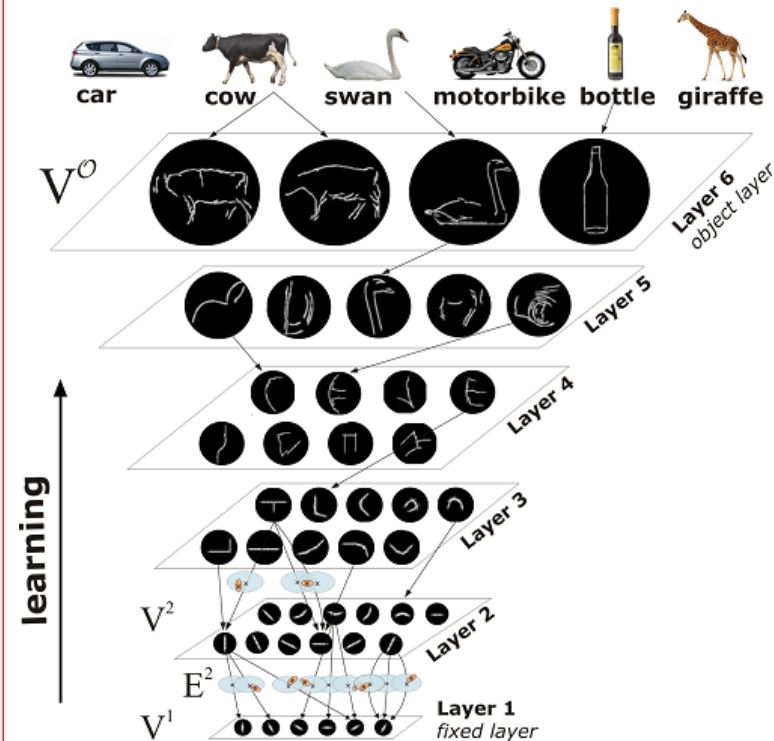 car cow swan motorbike bottle giraffe
V^O
Layer 6
object layer
Layer 5
Layer 4
Layer 3
learning
V^2
Layer 2
E^2
V^1
Layer 1
fixed layer